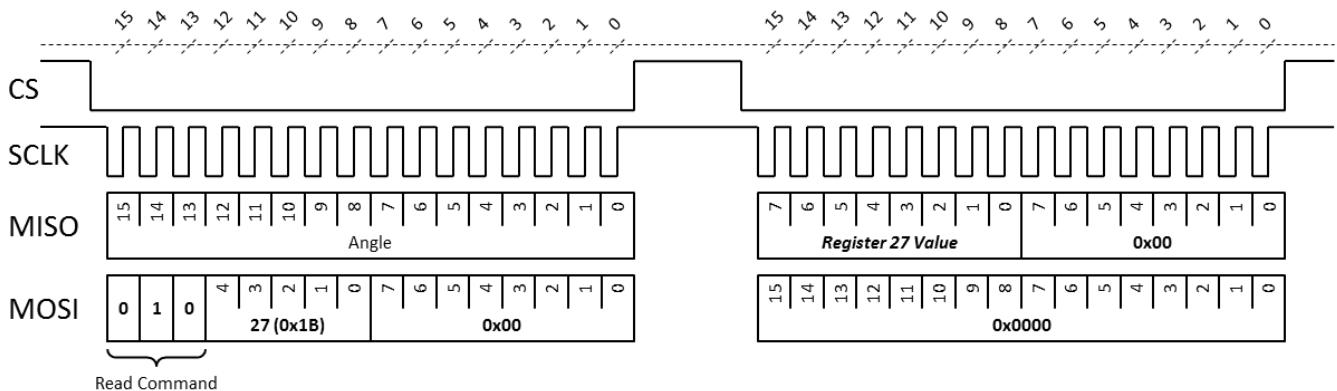 15 14 13 12 11 10 9 8 7 6 5 4 3 2 1 0 15 14 13 12 11 10 9 8 7 6 5 4 3 2 1 0
CS
SCLK
MISO
15 14 13 12 11 10 9 8 7 6 5 4 3 2 1 0 7 6 5 4 3 2 1 0 7 6 5 4 3 2 1 0
Angle Register 27 Value 0x00
MOSI
0 1 0 4 3 2 1 0 7 6 5 4 3 2 1 0 15 14 13 12 11 10 9 8 7 6 5 4 3 2 1 0
27 (0x1B) 0x00 0x0000
Read Command